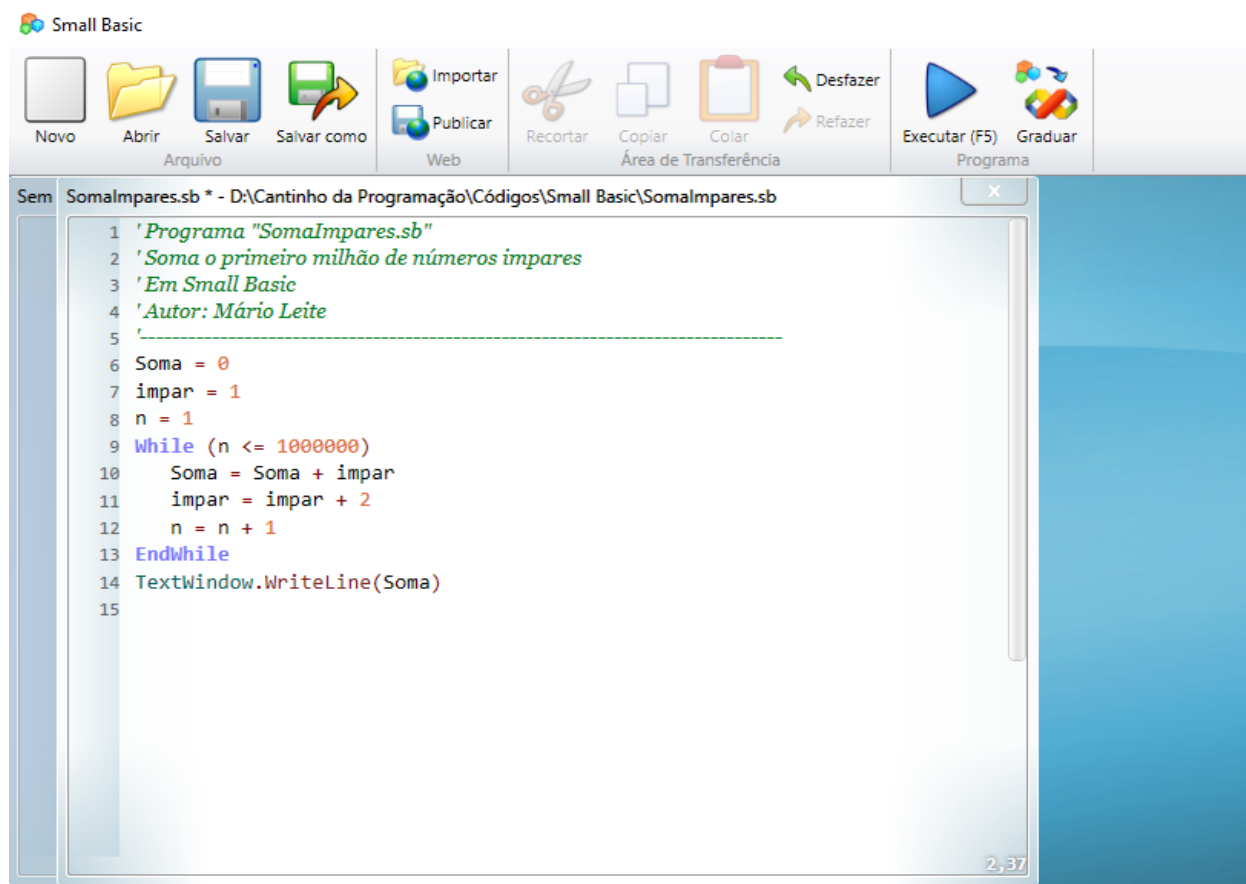 Small Basic
Novo
Abrir
Salvar
Salvar como
Arquivo
Importar
Publicar
Web
Recortar
Copiar
Colar
Desfazer
Refazer
Área de Transferência
Executar (F5)
Graduar
Programa
Sem
SomaImpares.sb * - D:\Cantinho da Programação\Códigos\Small Basic\SomaImpares.sb
x
1 ' Programa "SomaImpares.sb"
2 ' Soma o primeiro milhão de números impares
3 ' Em Small Basic
4 ' Autor: Mário Leite
5 '--------------------------------------------------------------------------------
6 Soma = 0
7 impar = 1
8 n = 1
9 While (n <= 1000000)
10 Soma = Soma + impar
11 impar = impar + 2
12 n = n + 1
13 EndWhile
14 TextWindow.WriteLine(Soma)
15
2,37